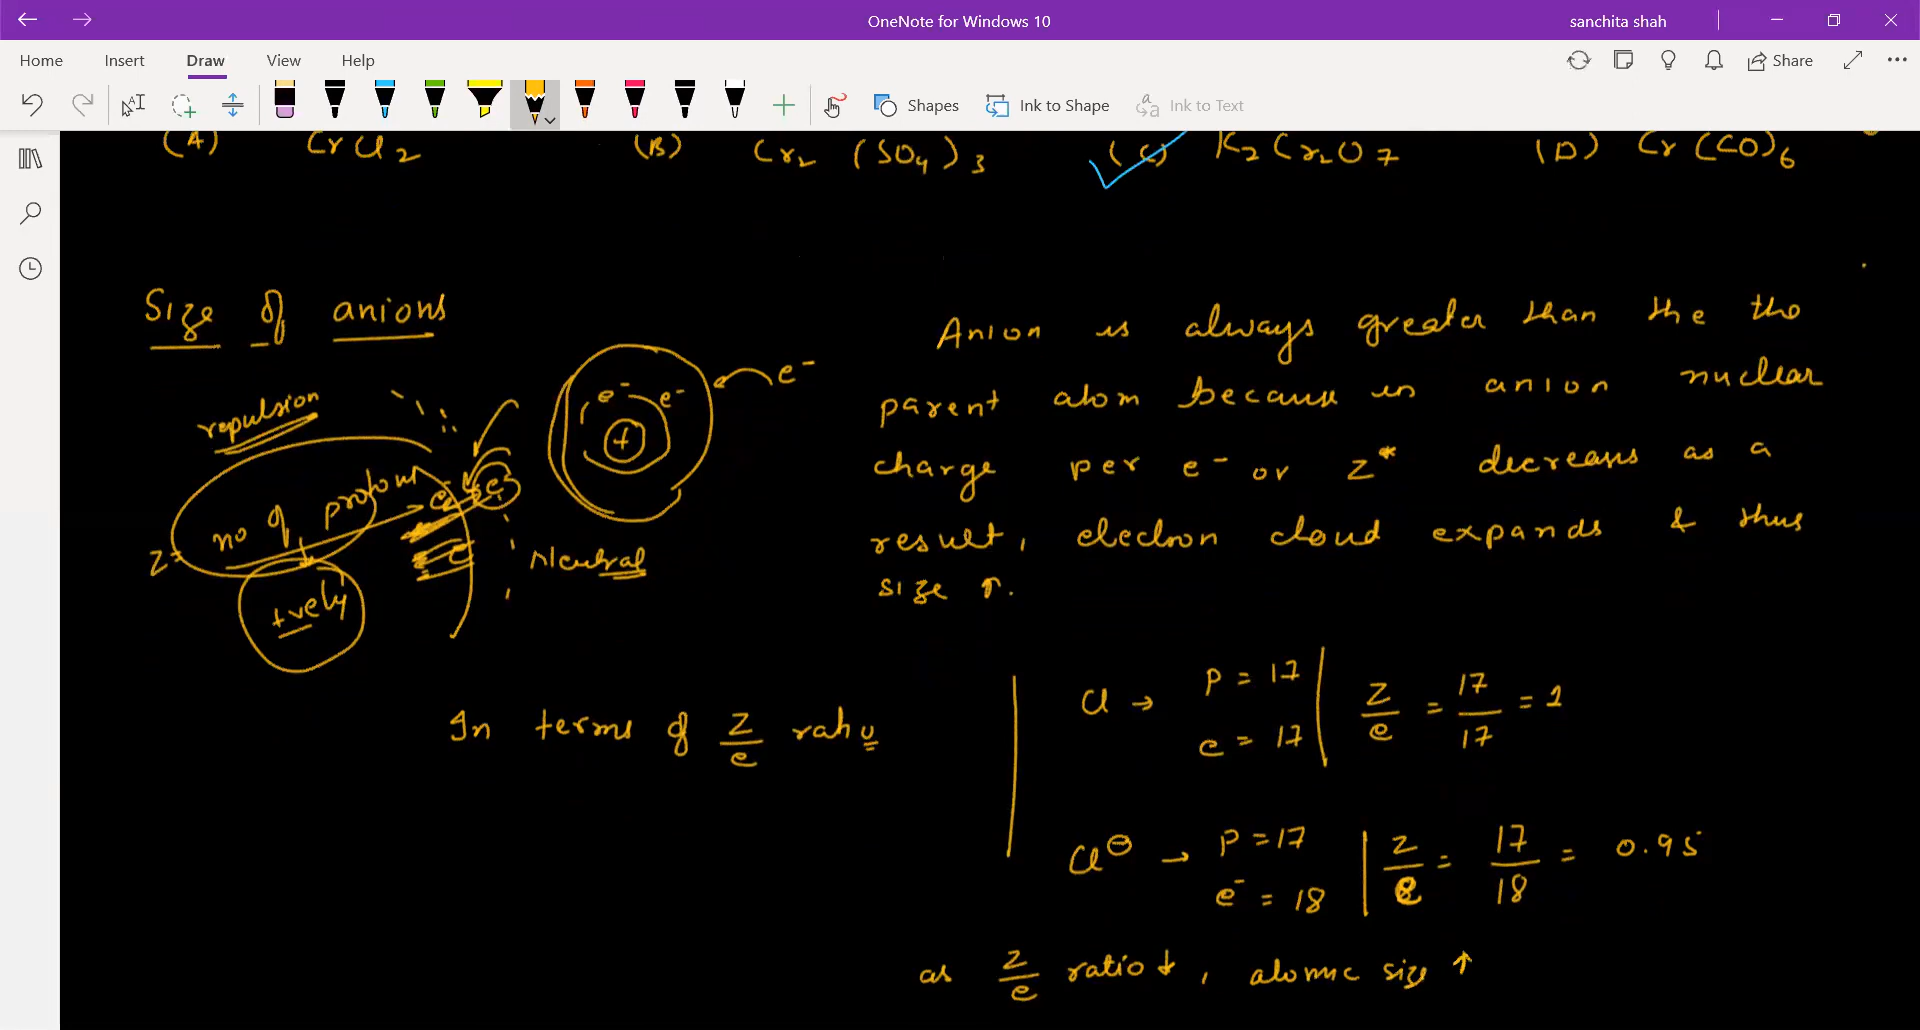 OneNote for Windows 10
sanchita shah
Home Insert Draw View Help
Share
Shapes Ink to Shape Ink to Text
(A) CrCl2 (B) Cr2 (SO4)3 (C) K2Cr2O7 (D) Cr(CO)6
Size of anions
Anion is always greater than the the
parent atom because in anion nuclear
charge per e- or Z* decreases as a
result, electron cloud expands & thus
size ↑.
repulsion
e- e-
+
e-
Z = no of protons
e-
+vely
Neutral
In terms of Z/e ratio
Cl → P = 17
e = 17
Z/e = 17/17 = 1
Cl⊖ → P = 17
e- = 18
Z/e = 17/18 = 0.95
as Z/e ratio ↓, atomic size ↑